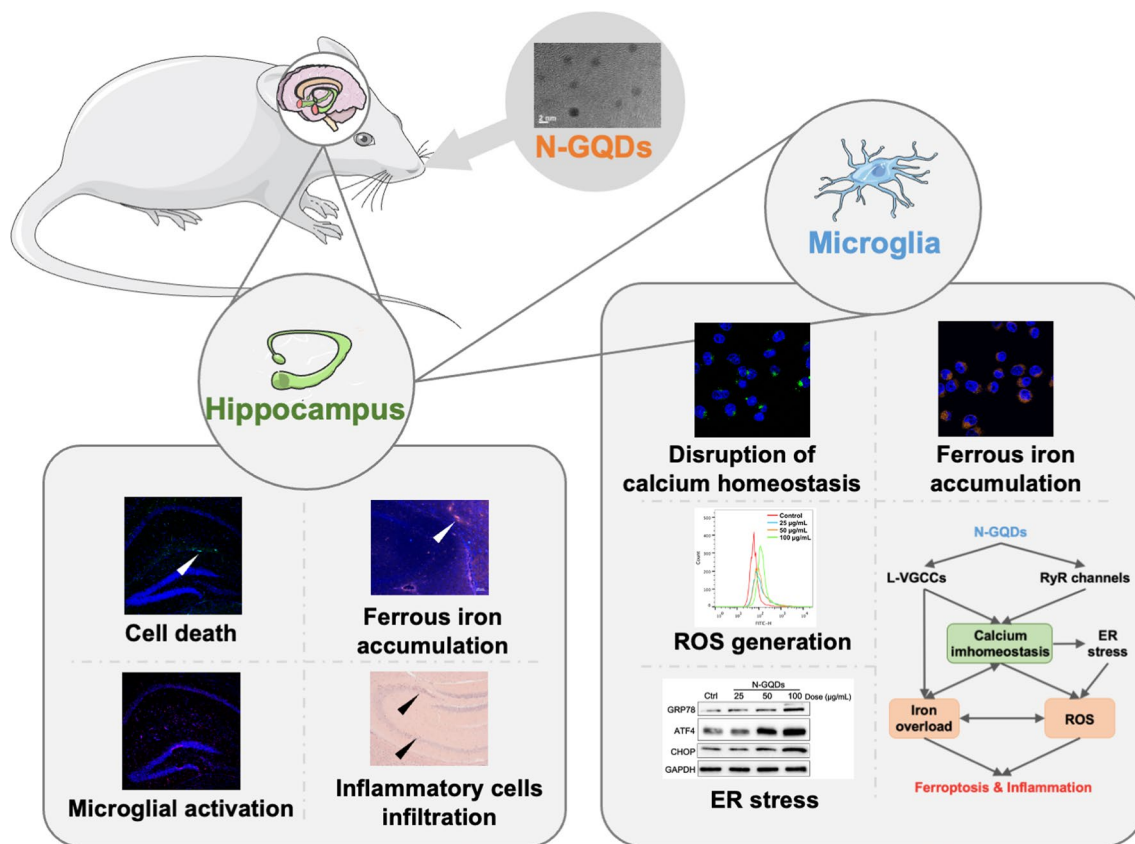 2 nm
N-GQDs
Microglia
Hippocampus
Cell death
Ferrous iron
accumulation
Microglial activation
Inflammatory cells
infiltration
Disruption of
calcium homeostasis
Ferrous iron
accumulation
Control
25 μg/mL
50 μg/mL
100 μg/mL
Count
FITC-H
ROS generation
N-GQDs
Ctrl 25 50 100 Dose (μg/mL)
GRP78
ATF4
CHOP
GAPDH
ER stress
N-GQDs
L-VGCCs RyR channels
Calcium
imhomeostasis
ER
stress
Iron
overload
ROS
Ferroptosis & Inflammation